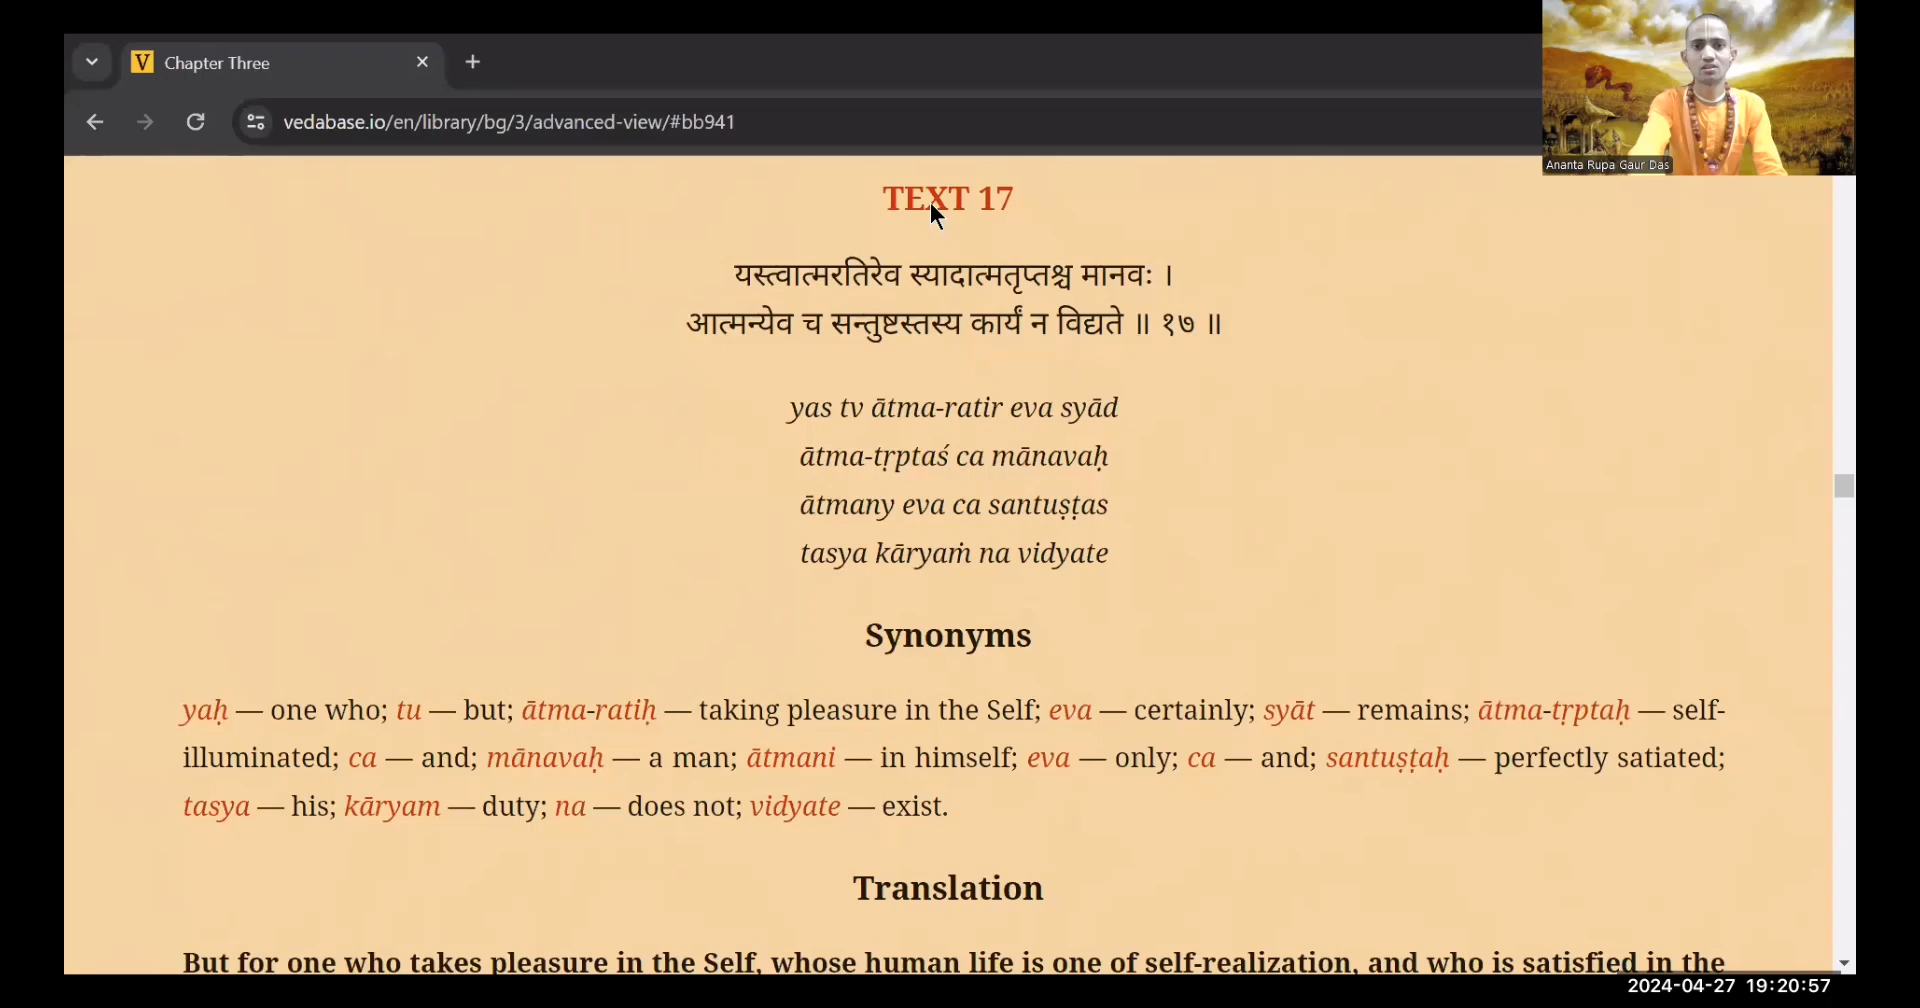 Chapter Three
vedabase.io/en/library/bg/3/advanced-view/#bb941
Ananta Rupa Gaur Das
TEXT 17
यस्त्वात्मरतिरेव स्यादात्मतृप्तश्च मानवः ।
आत्मन्येव च सन्तुष्टस्तस्य कार्यं न विद्यते ॥ १७ ॥
yas tv ātma-ratir eva syād
ātma-tṛptaś ca mānavaḥ
ātmany eva ca santuṣṭas
tasya kāryaṁ na vidyate
Synonyms
yaḥ — one who; tu — but; ātma-ratiḥ — taking pleasure in the Self; eva — certainly; syāt — remains; ātma-tṛptaḥ — self-
illuminated; ca — and; mānavaḥ — a man; ātmani — in himself; eva — only; ca — and; santuṣṭaḥ — perfectly satiated;
tasya — his; kāryam — duty; na — does not; vidyate — exist.
Translation
But for one who takes pleasure in the Self, whose human life is one of self-realization, and who is satisfied in the
2024-04-27 19:20:57